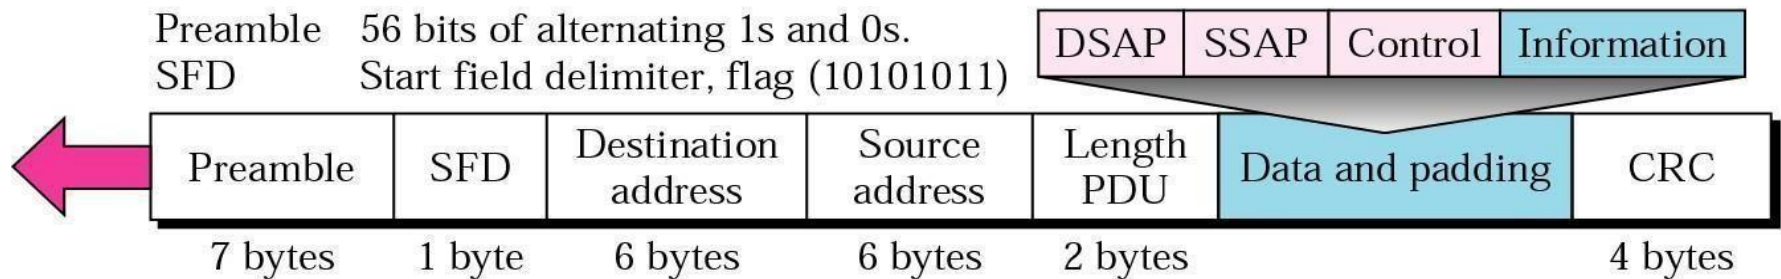 Preamble 56 bits of alternating 1s and 0s.
SFD Start field delimiter, flag (10101011)
DSAP SSAP Control Information
Preamble SFD Destination address Source address Length PDU Data and padding CRC
7 bytes 1 byte 6 bytes 6 bytes 2 bytes 4 bytes